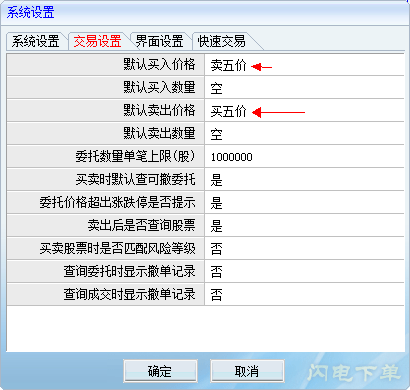 系统设置
系统设置 交易设置 界面设置 快速交易
默认买入价格 卖五价
默认买入数量 空
默认卖出价格 买五价
默认卖出数量 空
委托数量单笔上限(股) 1000000
买卖时默认查可撤委托 是
委托价格超出涨跌停是否提示 是
卖出后是否查询股票 是
买卖股票时是否匹配风险等级 否
查询委托时显示撤单记录 否
查询成交时显示撤单记录 否
确定 取消 闪电下单